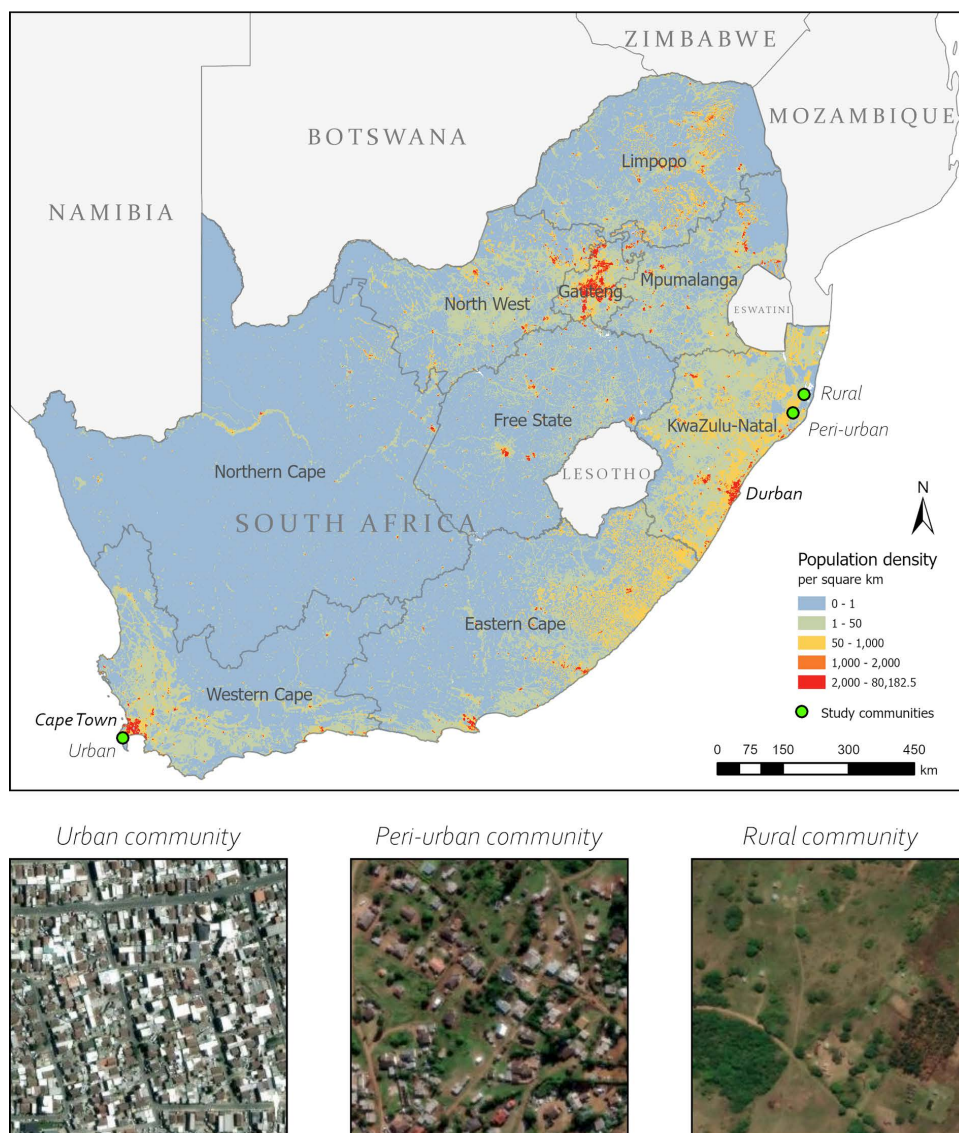 ZIMBABWE
MOZAMBIQUE
BOTSWANA
NAMIBIA
Limpopo
Mpumalanga
Gauteng
North West
ESWATINI
Rural
Peri-urban
KwaZulu-Natal
Free State
Northern Cape
LESOTHO
Durban
SOUTH AFRICA
N
Population density
per square km
0 - 1
1 - 50
50 - 1,000
1,000 - 2,000
2,000 - 80,182.5
Study communities
Eastern Cape
Western Cape
Cape Town
Urban
0 75 150 300 450
km
Urban community
Peri-urban community
Rural community